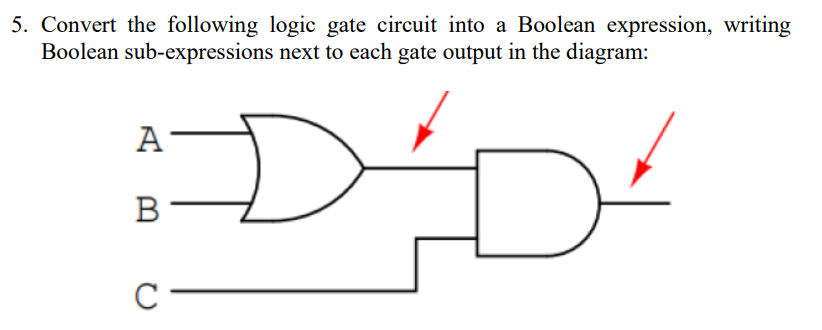 5. Convert the following logic gate circuit into a Boolean expression, writing
Boolean sub-expressions next to each gate output in the diagram:
A
B
C